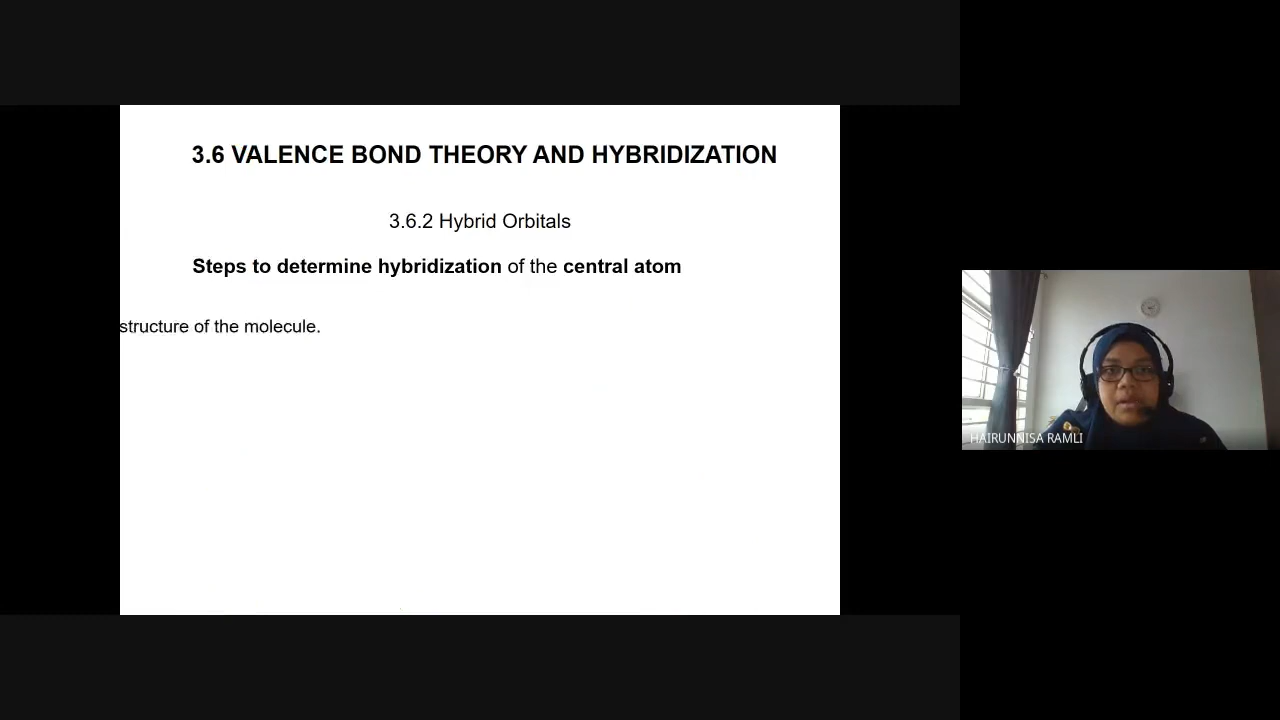 3.6 VALENCE BOND THEORY AND HYBRIDIZATION
3.6.2 Hybrid Orbitals
Steps to determine hybridization of the central atom
structure of the molecule.
HAIRUNNISA RAMLI